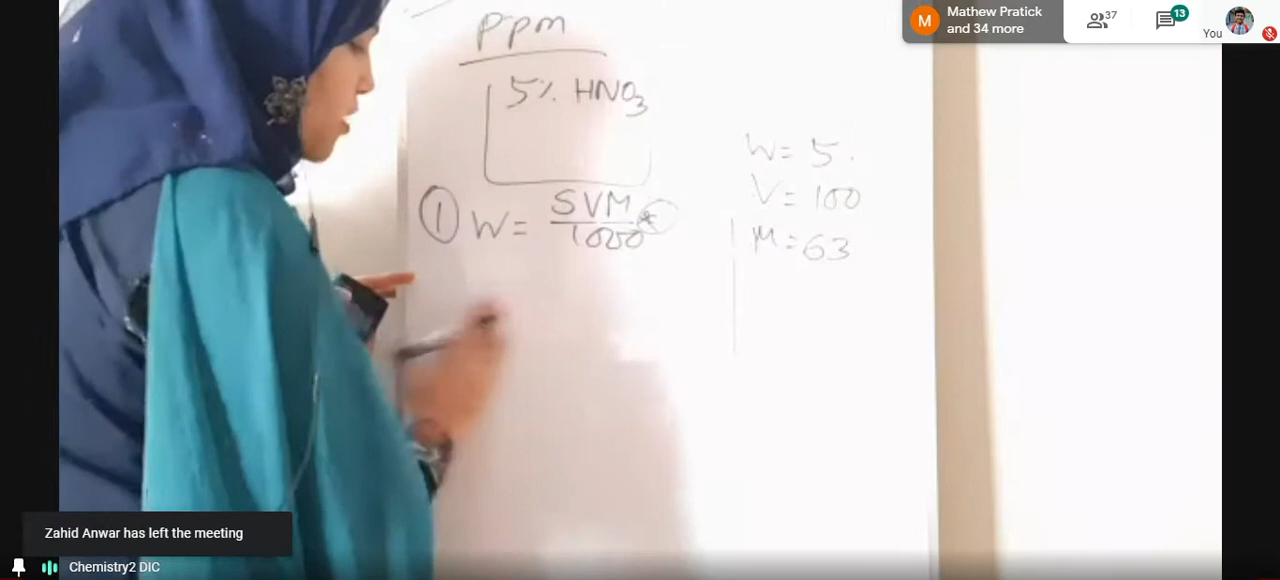 Mathew Pratick
and 34 more
37
13
You
Ppm
5% HNO3
W = 5.
V = 100
M = 63
① W = SVM
1000
Zahid Anwar has left the meeting
Chemistry2 DIC